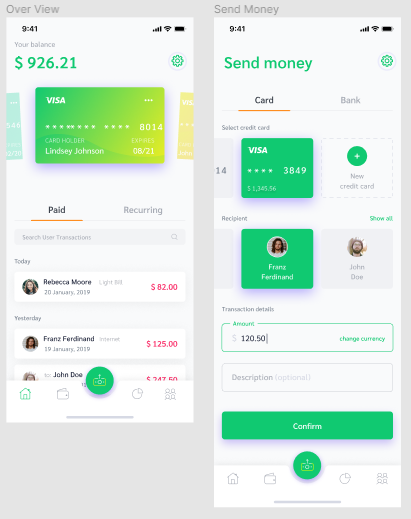 Over View
9:41
Your balance
$ 926.21
VISA
**** **** **** 8014
CARD HOLDER
EXPIRES
Lindsey Johnson
08/21
Paid
Recurring
Search User Transactions
Today
Rebecca Moore
Light Bill
20 January, 2019
$ 82.00
Yesterday
Franz Ferdinand
Internet
19 January, 2019
$ 125.00
to:
John Doe
$ 247.50
Send Money
9:41
Send money
Card
Bank
Select credit card
14
VISA
**** 3849
$ 1,345.56
+
New
credit card
Recipient
Show all
Franz
Ferdinand
John
Doe
Transaction details
Amount
$ 120.50
change currency
Description (optional)
Confirm